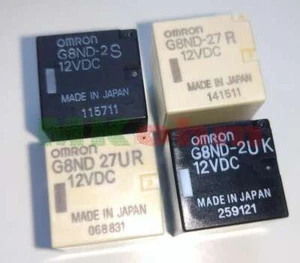 OMRON
G8ND-2S
12VDC
MADE IN JAPAN
115711
OMRON
G8ND-27R
12VDC
MADE IN JAPAN
141511
OMRON
G8ND 27UR
12VDC
MADE IN JAPAN
068831
OMRON
G8ND-2UK
12VDC
MADE IN JAPAN
259121